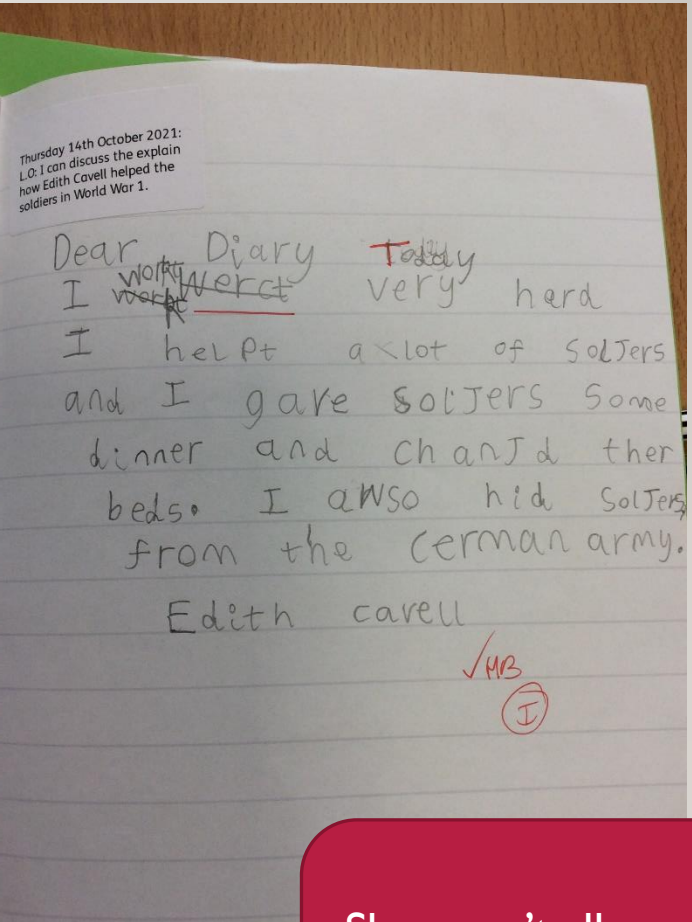 Thursday 14th October 2021:
L.O: I can discuss the explain
how Edith Cavell helped the
soldiers in World War 1.
Dear Diary Today
I werct very hard
I helpt a lot of solJers
and I gave solJers some
dinner and chanJd ther
beds. I awso hid solJers
from the cerman army.
Edith cavell
✓MB
I